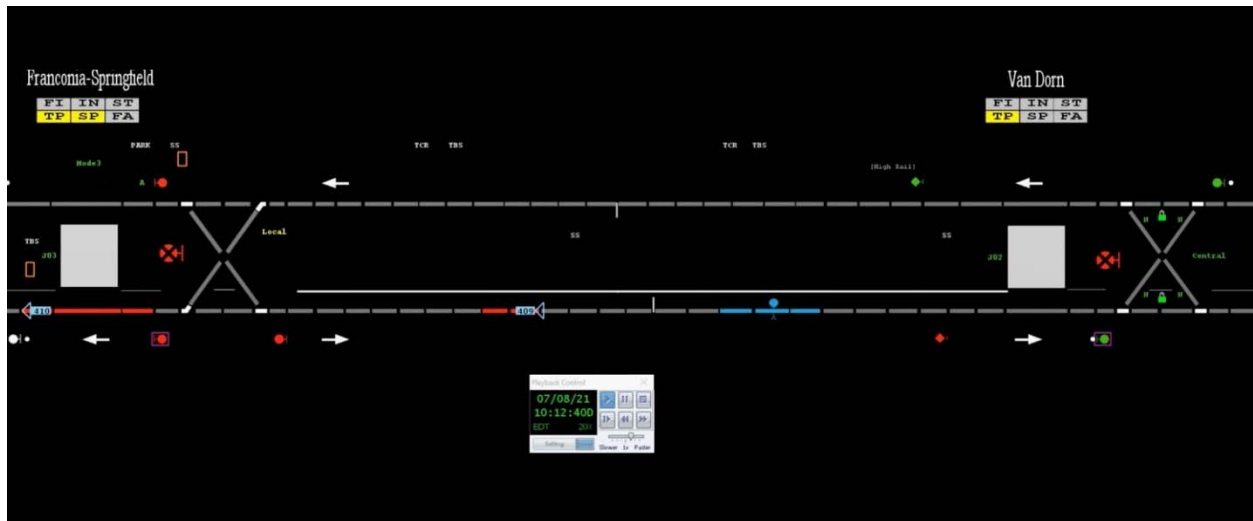 Franconia-Springfield
Van Dorn
FI IN ST
TP SP FA
FI IN ST
TP SP FA
PARK SS
TCR TBS
TCR TBS
Mode3
[High Rail]
A
Local
TBS
SS
SS
J03
J02
Central
N N
N N
410
409
Playback Control
07/08/21
10:12:40D
EDT 20X
Setting
Slower 1x Faster